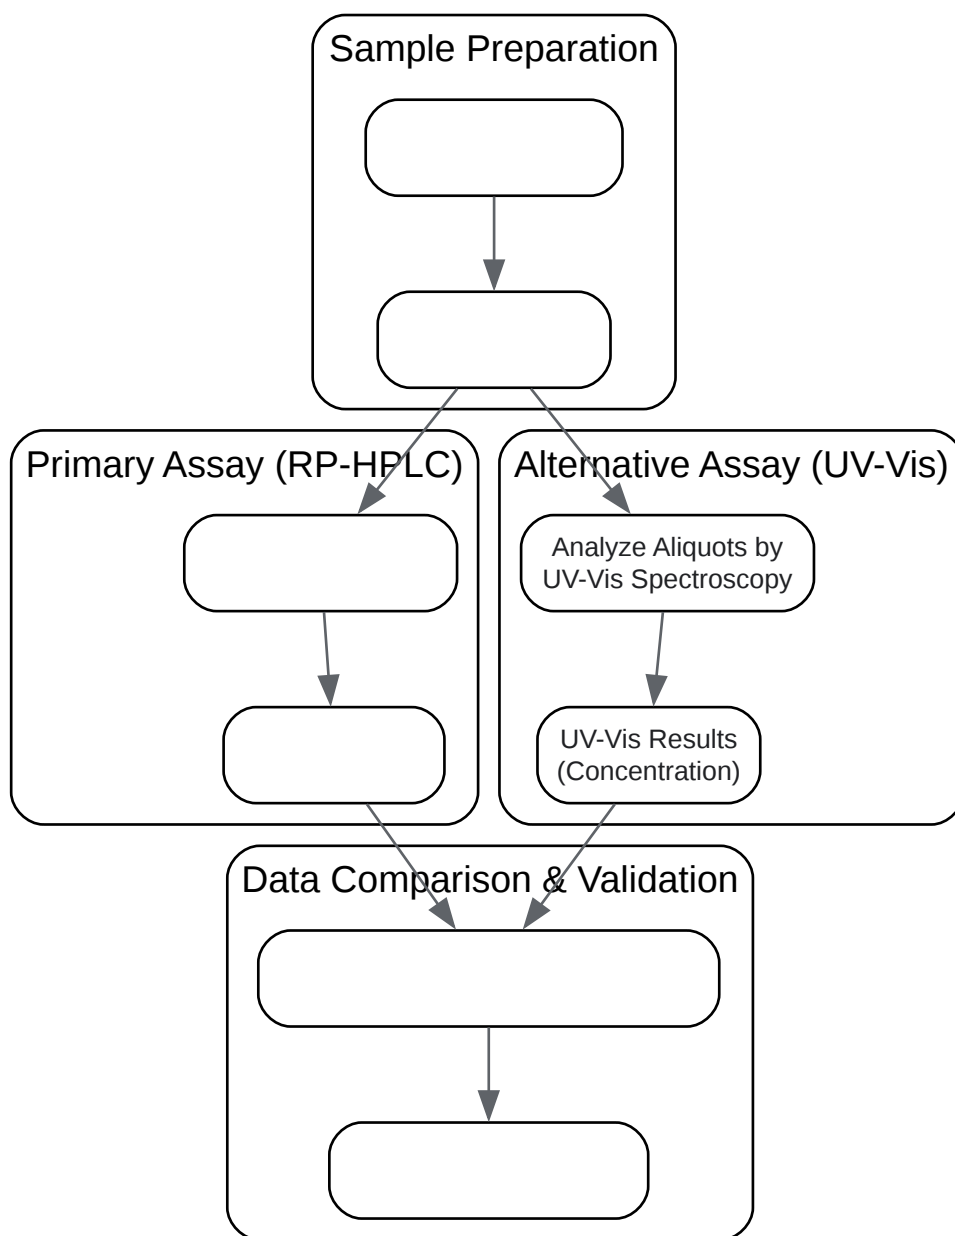 Sample Preparation
Primary Assay (RP-HPLC)
Alternative Assay (UV-Vis)
Analyze Aliquots by
UV-Vis Spectroscopy
UV-Vis Results
(Concentration)
Data Comparison & Validation